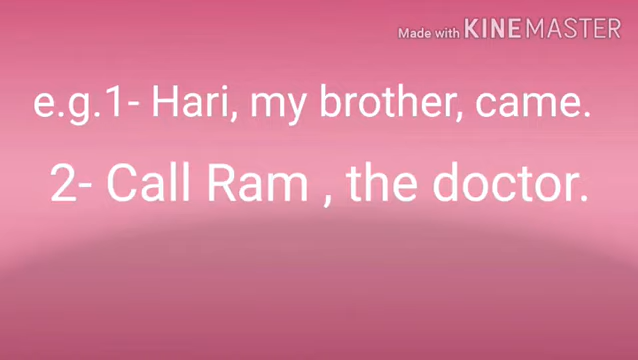 Made with KINEMASTER
e.g.1- Hari, my brother, came.
2- Call Ram , the doctor.